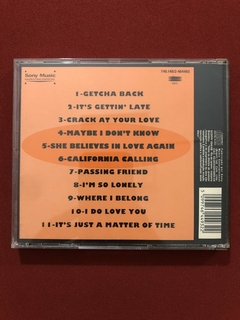 Sony Music
1-GETCHA BACK
2-IT'S GETTIN' LATE
3-CRACK AT YOUR LOVE
4-MAYBE I DON'T KNOW
5-SHE BELIEVES IN LOVE AGAIN
6-CALIFORNIA CALLING
7-PASSING FRIEND
8-I'M SO LONELY
9-WHERE I BELONG
10-I DO LOVE YOU
11-IT'S JUST A MATTER OF TIME